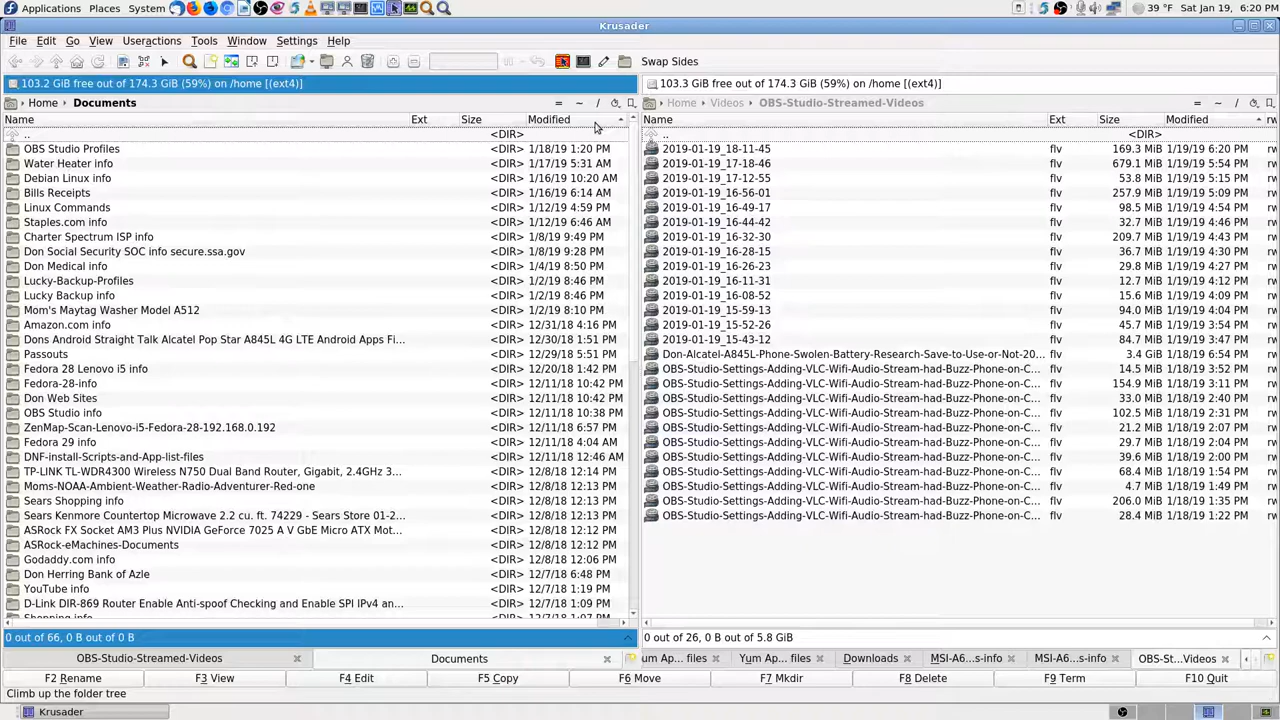 Applications Places System 39 °F Sat Jan 19, 6:20 PM
Krusader
File Edit Go View Useractions Tools Window Settings Help
Swap Sides
103.2 GiB free out of 174.3 GiB (59%) on /home [(ext4)] 103.3 GiB free out of 174.3 GiB (59%) on /home [(ext4)]
Home Documents = ~ / Home Videos OBS-Studio-Streamed-Videos = ~ /
Name Ext Size Modified Name Ext Size Modified rw
.. <DIR> .. <DIR>
OBS Studio Profiles <DIR> 1/18/19 1:20 PM 2019-01-19_18-11-45 flv 169.3 MiB 1/19/19 6:20 PM rw
Water Heater info <DIR> 1/17/19 5:31 AM 2019-01-19_17-18-46 flv 679.1 MiB 1/19/19 5:54 PM rw
Debian Linux info <DIR> 1/16/19 10:20 AM 2019-01-19_17-12-55 flv 53.8 MiB 1/19/19 5:15 PM rw
Bills Receipts <DIR> 1/16/19 6:14 AM 2019-01-19_16-56-01 flv 257.9 MiB 1/19/19 5:09 PM rw
Linux Commands <DIR> 1/12/19 4:59 PM 2019-01-19_16-49-17 flv 98.5 MiB 1/19/19 4:54 PM rw
Staples.com info <DIR> 1/12/19 6:46 AM 2019-01-19_16-44-42 flv 32.7 MiB 1/19/19 4:46 PM rw
Charter Spectrum ISP info <DIR> 1/8/19 9:49 PM 2019-01-19_16-32-30 flv 209.7 MiB 1/19/19 4:43 PM rw
Don Social Security SOC info secure.ssa.gov <DIR> 1/8/19 9:28 PM 2019-01-19_16-28-15 flv 36.7 MiB 1/19/19 4:30 PM rw
Don Medical info <DIR> 1/4/19 8:50 PM 2019-01-19_16-26-23 flv 29.8 MiB 1/19/19 4:27 PM rw
Lucky-Backup-Profiles <DIR> 1/2/19 8:46 PM 2019-01-19_16-11-31 flv 12.7 MiB 1/19/19 4:12 PM rw
Lucky Backup info <DIR> 1/2/19 8:46 PM 2019-01-19_16-08-52 flv 15.6 MiB 1/19/19 4:09 PM rw
Mom's Maytag Washer Model A512 <DIR> 1/2/19 8:10 PM 2019-01-19_15-59-13 flv 94.0 MiB 1/19/19 4:03 PM rw
Amazon.com info <DIR> 12/31/18 4:16 PM 2019-01-19_15-52-26 flv 45.7 MiB 1/19/19 3:54 PM rw
Dons Android Straight Talk Alcatel Pop Star A845L 4G LTE Android Apps Fi... <DIR> 12/30/18 1:51 PM 2019-01-19_15-43-12 flv 84.7 MiB 1/19/19 3:47 PM rw
Passouts <DIR> 12/29/18 5:51 PM Don-Alcatel-A845L-Phone-Swolen-Battery-Research-Save-to-Use-or-Not-20... flv 3.4 GiB 1/18/19 6:54 PM rw
Fedora 28 Lenovo i5 info <DIR> 12/20/18 1:42 PM OBS-Studio-Settings-Adding-VLC-Wifi-Audio-Stream-had-Buzz-Phone-on-C... flv 14.5 MiB 1/18/19 3:52 PM rw
Fedora-28-info <DIR> 12/11/18 10:42 PM OBS-Studio-Settings-Adding-VLC-Wifi-Audio-Stream-had-Buzz-Phone-on-C... flv 154.9 MiB 1/18/19 3:11 PM rw
Don Web Sites <DIR> 12/11/18 10:42 PM OBS-Studio-Settings-Adding-VLC-Wifi-Audio-Stream-had-Buzz-Phone-on-C... flv 33.0 MiB 1/18/19 2:40 PM rw
OBS Studio info <DIR> 12/11/18 10:38 PM OBS-Studio-Settings-Adding-VLC-Wifi-Audio-Stream-had-Buzz-Phone-on-C... flv 102.5 MiB 1/18/19 2:31 PM rw
ZenMap-Scan-Lenovo-i5-Fedora-28-192.168.0.192 <DIR> 12/11/18 6:57 PM OBS-Studio-Settings-Adding-VLC-Wifi-Audio-Stream-had-Buzz-Phone-on-C... flv 21.2 MiB 1/18/19 2:07 PM rw
Fedora 29 info <DIR> 12/11/18 4:04 AM OBS-Studio-Settings-Adding-VLC-Wifi-Audio-Stream-had-Buzz-Phone-on-C... flv 29.7 MiB 1/18/19 2:04 PM rw
DNF-install-Scripts-and-App-list-files <DIR> 12/11/18 12:46 AM OBS-Studio-Settings-Adding-VLC-Wifi-Audio-Stream-had-Buzz-Phone-on-C... flv 39.6 MiB 1/18/19 2:00 PM rw
TP-LINK TL-WDR4300 Wireless N750 Dual Band Router, Gigabit, 2.4GHz 3... <DIR> 12/8/18 12:14 PM OBS-Studio-Settings-Adding-VLC-Wifi-Audio-Stream-had-Buzz-Phone-on-C... flv 68.4 MiB 1/18/19 1:54 PM rw
Moms-NOAA-Ambient-Weather-Radio-Adventurer-Red-one <DIR> 12/8/18 12:13 PM OBS-Studio-Settings-Adding-VLC-Wifi-Audio-Stream-had-Buzz-Phone-on-C... flv 4.7 MiB 1/18/19 1:49 PM rw
Sears Shopping info <DIR> 12/8/18 12:13 PM OBS-Studio-Settings-Adding-VLC-Wifi-Audio-Stream-had-Buzz-Phone-on-C... flv 206.0 MiB 1/18/19 1:35 PM rw
Sears Kenmore Countertop Microwave 2.2 cu. ft. 74229 - Sears Store 01-2... <DIR> 12/8/18 12:13 PM OBS-Studio-Settings-Adding-VLC-Wifi-Audio-Stream-had-Buzz-Phone-on-C... flv 28.4 MiB 1/18/19 1:22 PM rw
ASRock FX Socket AM3 Plus NVIDIA GeForce 7025 A V GbE Micro ATX Mot... <DIR> 12/8/18 12:12 PM
ASRock-eMachines-Documents <DIR> 12/8/18 12:12 PM
Godaddy.com info <DIR> 12/8/18 12:06 PM
Don Herring Bank of Azle <DIR> 12/7/18 6:48 PM
YouTube info <DIR> 12/7/18 1:19 PM
D-Link DIR-869 Router Enable Anti-spoof Checking and Enable SPI IPv4 an... <DIR> 12/7/18 1:09 PM
Shopping info <DIR> 12/7/18 1:07 PM
0 out of 66, 0 B out of 0 B 0 out of 26, 0 B out of 5.8 GiB
OBS-Studio-Streamed-Videos Documents um Ap... files Yum Ap... files Downloads MSI-A6...s-info MSI-A6...s-info OBS-St...Videos
F2 Rename F3 View F4 Edit F5 Copy F6 Move F7 Mkdir F8 Delete F9 Term F10 Quit
Climb up the folder tree
Krusader